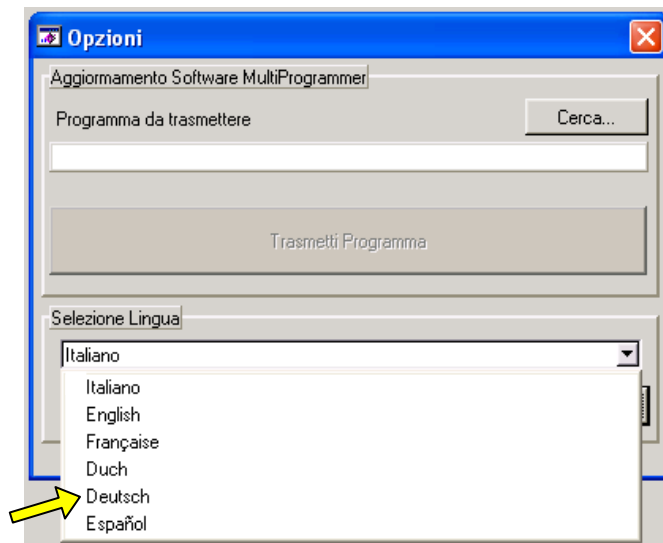 Opzioni
Aggiormamento Software MultiProgrammer
Programma da trasmettere
Cerca...
Trasmetti Programma
Selezione Lingua
Italiano
Italiano
English
Française
Duch
Deutsch
Español